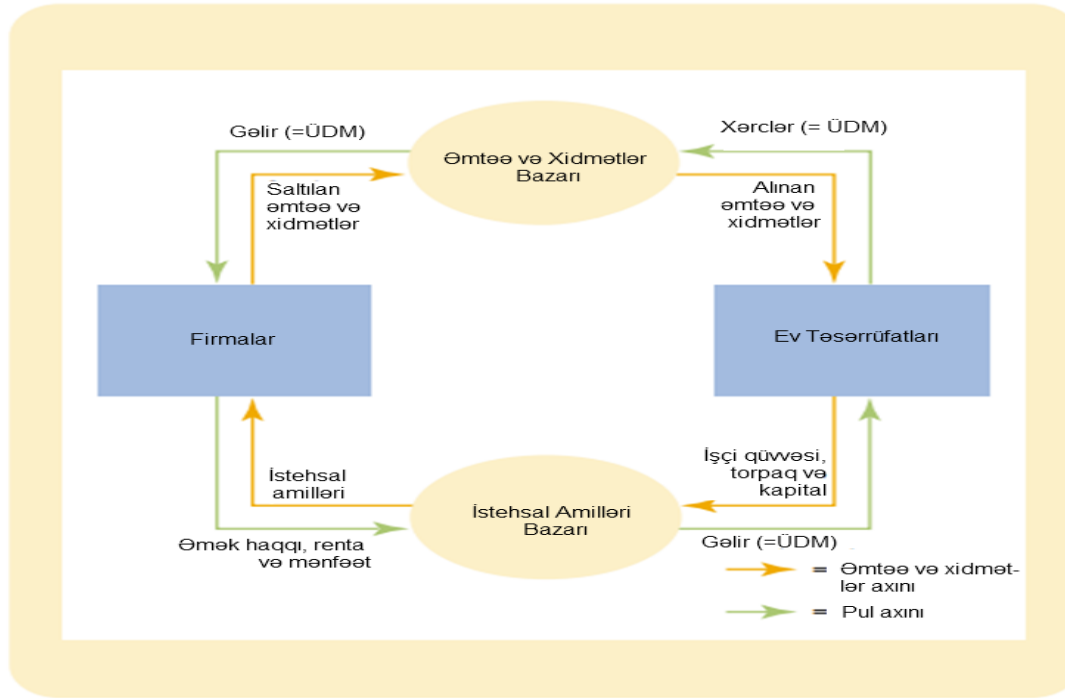 Gəlir (=ÜDM)
Əmtəə və Xidmətlər
Bazarı
Xərclər (= ÜDM)
Saltılan
əmtəə və
xidmətlər
Alınan
əmtəə və
xidmətlər
Firmalar
Ev Təsərrüfatları
İstehsal
amilləri
İstehsal Amilləri
Bazarı
İşçi qüvvəsi,
torpaq və
kapital
Əmək haqqı, renta
və mənfəət
Gəlir (=ÜDM)
= Əmtəə və xidmət-
lər axını
= Pul axını